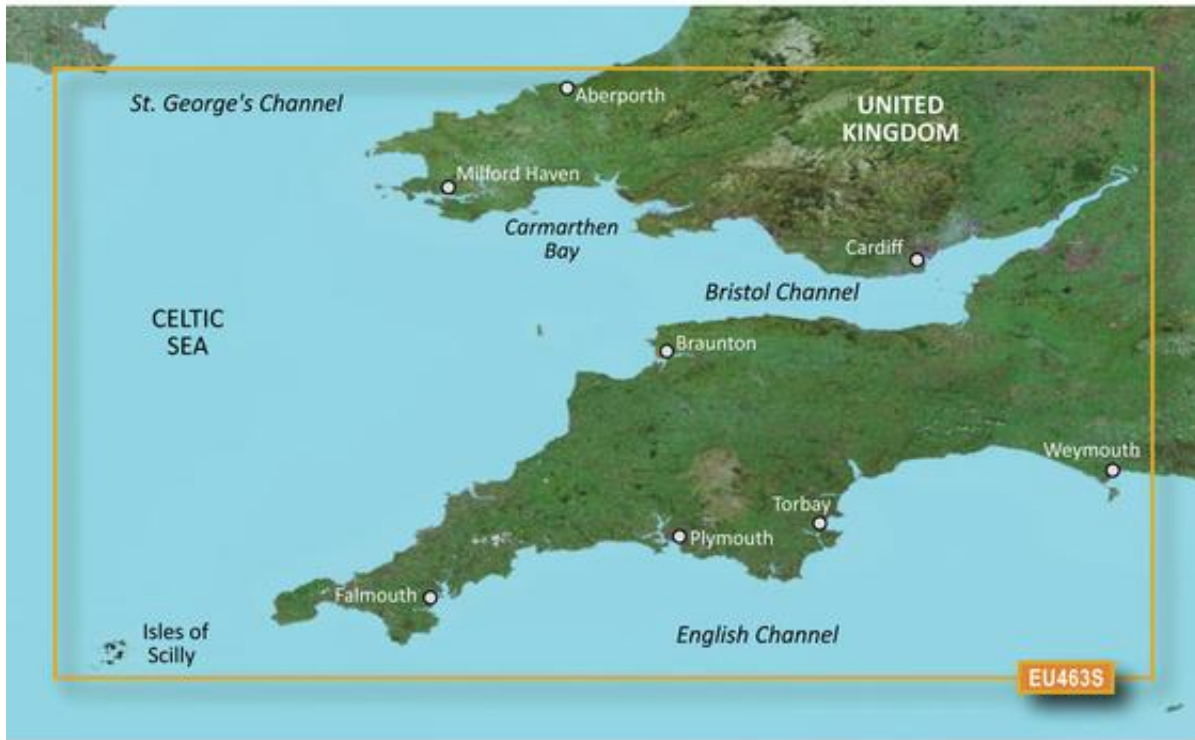 St. George's Channel
Aberporth
UNITED
KINGDOM
Milford Haven
Carmarthen
Bay
Cardiff
Bristol Channel
CELTIC
SEA
Braunton
Weymouth
Torbay
Plymouth
Falmouth
Isles of
Scilly
English Channel
EU463S